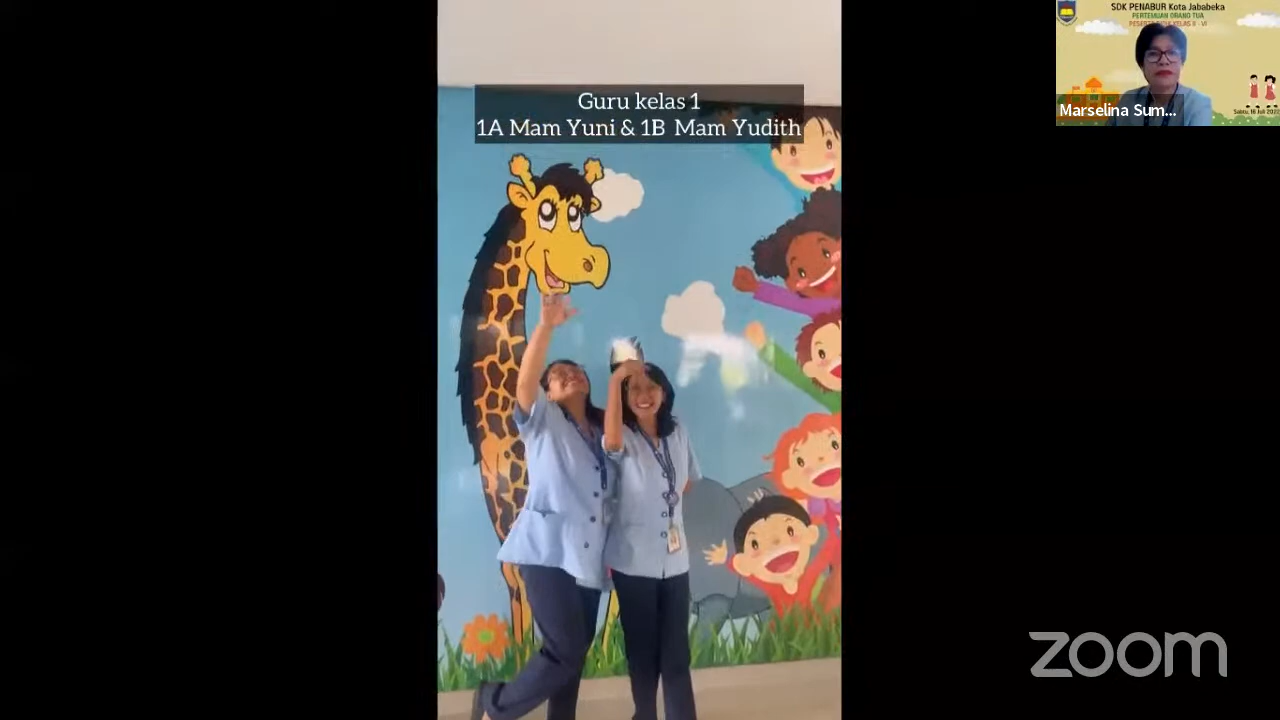 Guru kelas 1
1A Mam Yuni & 1B Mam Yudith
SDK PENABUR Kota Jababeka
PERTEMUAN ORANG TUA
Marselina Sum...
zoom